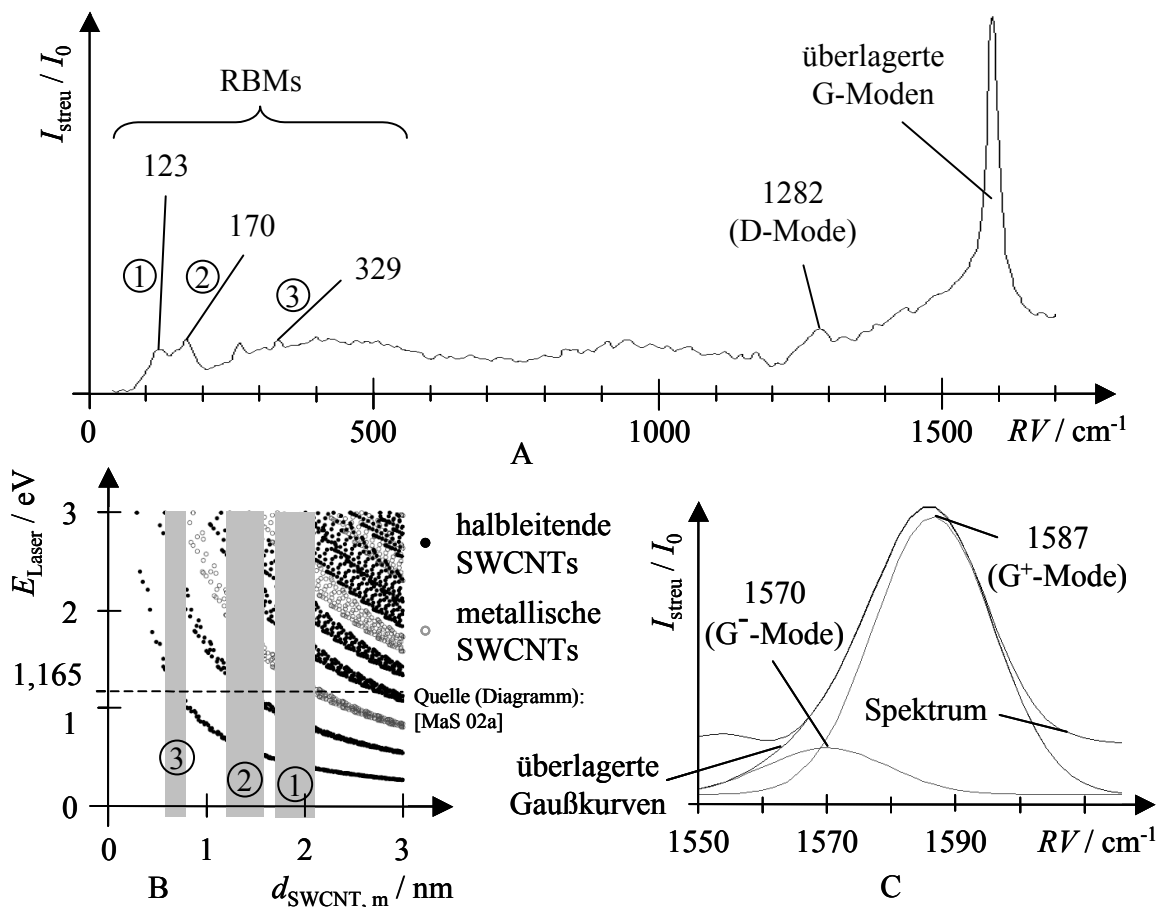 A
I_streu / I_0
RBMs
123
170
329
①
②
③
1282
(D-Mode)
überlagerte
G-Moden
0
500
1000
1500
RV / cm⁻¹
B
E_Laser / eV
3
2
1,165
1
0
③
②
①
0
1
2
3
d_SWCNT, m / nm
halbleitende
SWCNTs
metallische
SWCNTs
Quelle (Diagramm):
[MaS 02a]
C
I_streu / I_0
1570
(G⁻-Mode)
1587
(G⁺-Mode)
Spektrum
überlagerte
Gaußkurven
1550
1570
1590
RV / cm⁻¹